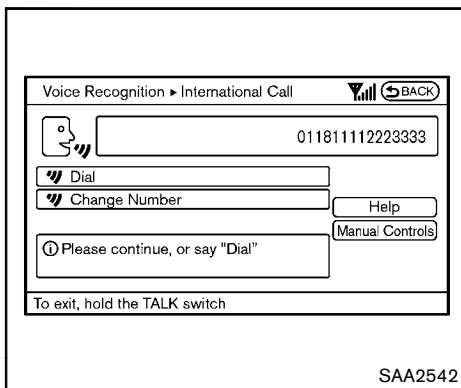 Voice Recognition ▸ International Call BACK
011811112223333
Dial
Change Number
Help
Manual Controls
Please continue, or say "Dial"
To exit, hold the TALK switch
SAA2542